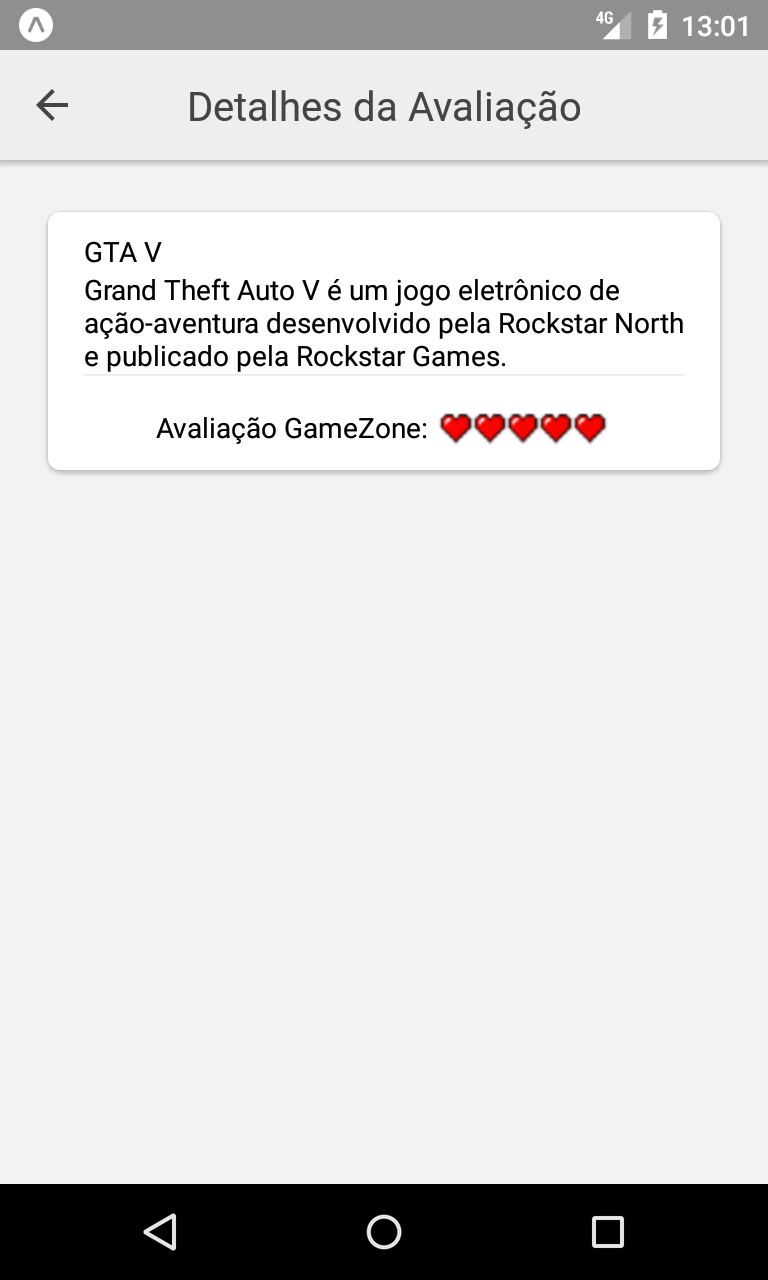 4G 13:01
Detalhes da Avaliação
GTA V
Grand Theft Auto V é um jogo eletrônico de
ação-aventura desenvolvido pela Rockstar North
e publicado pela Rockstar Games.
Avaliação GameZone: